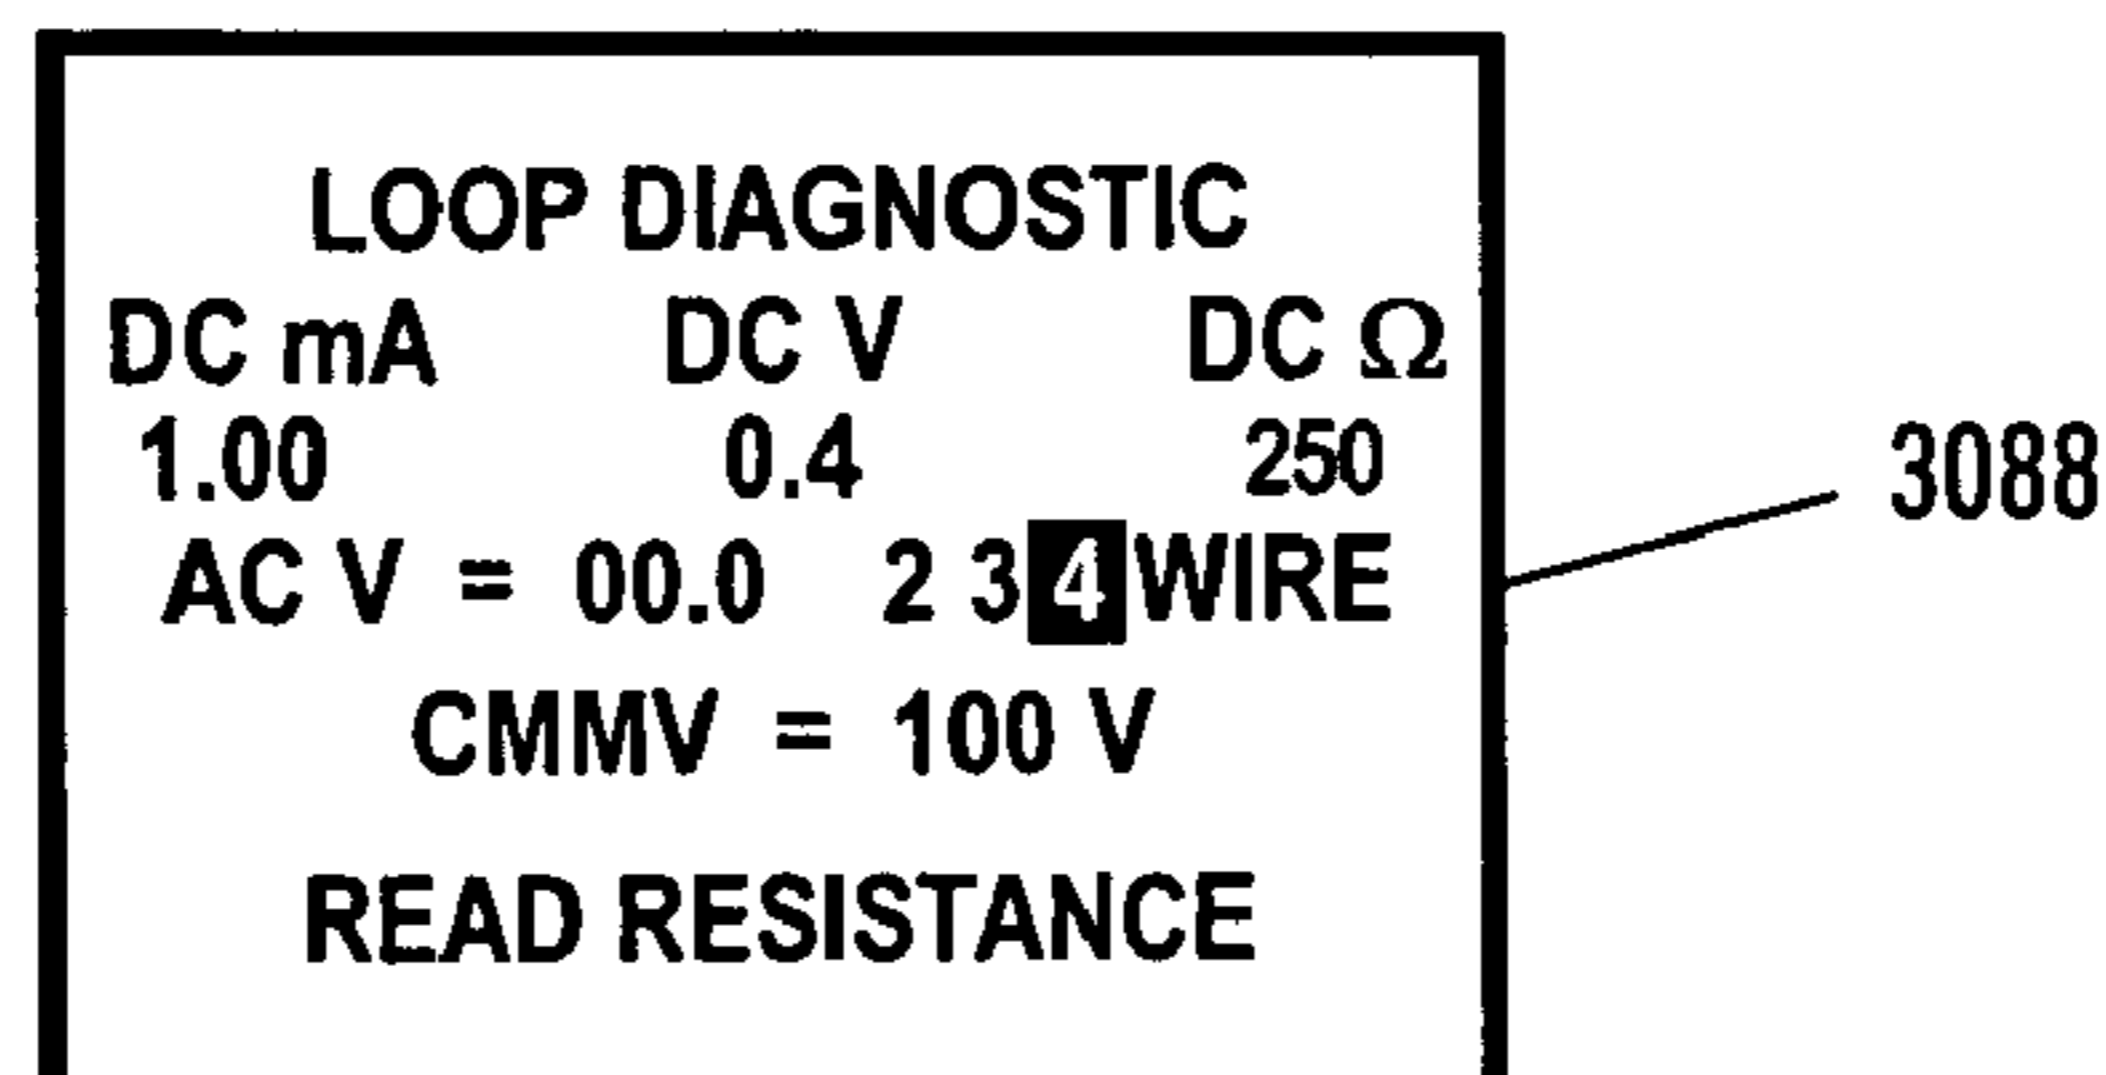 LOOP DIAGNOSTIC
DC mA DC V DC Ω
1.00 0.4 250
3088
AC V = 00.0 2 3 4 WIRE
CMMV = 100 V
READ RESISTANCE